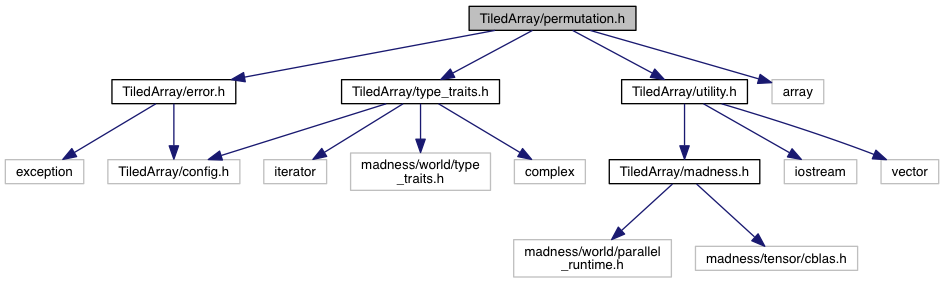 TiledArray/permutation.h
TiledArray/error.h
TiledArray/type_traits.h
TiledArray/utility.h
array
exception
TiledArray/config.h
iterator
madness/world/type
_traits.h
complex
TiledArray/madness.h
iostream
vector
madness/world/parallel
_runtime.h
madness/tensor/cblas.h